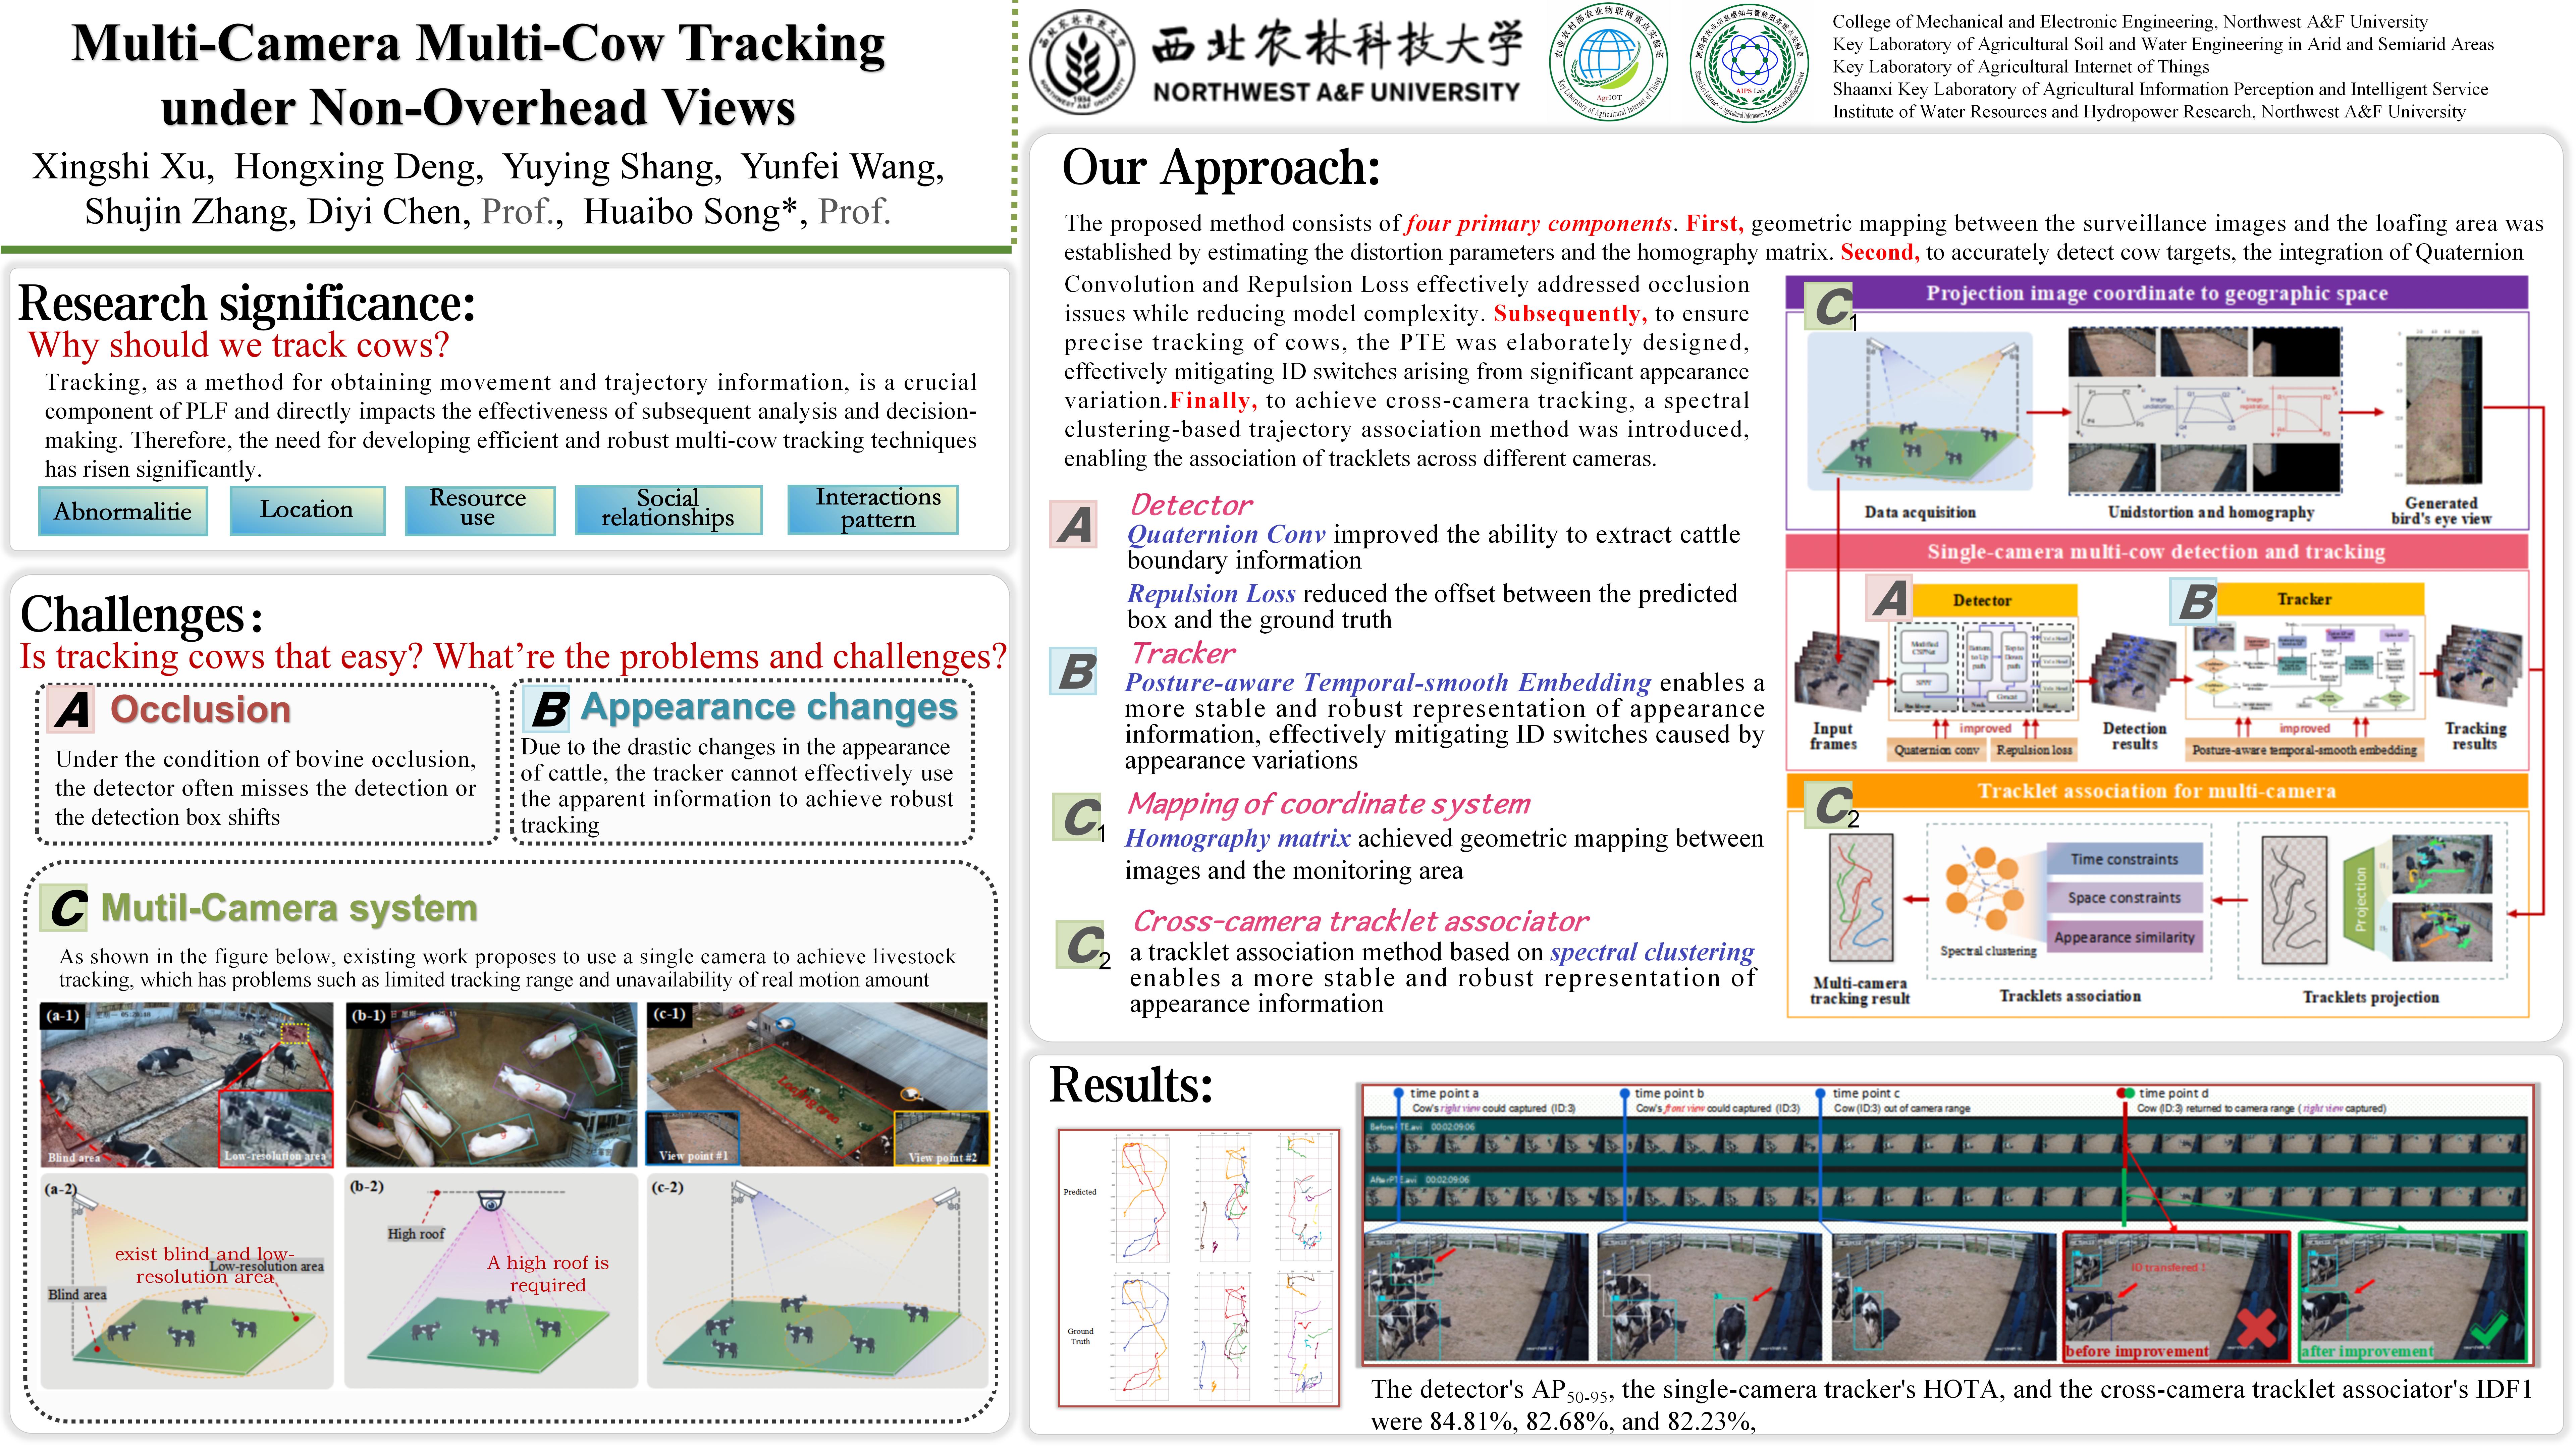 Multi-Camera Multi-Cow Tracking
under Non-Overhead Views
Xingshi Xu, Hongxing Deng, Yuying Shang, Yunfei Wang,
Shujin Zhang, Diyi Chen, Prof., Huaibo Song*, Prof.
西北农林科技大学
NORTHWEST A&F UNIVERSITY
1934
AgrIOT
Key Laboratory of Agricultural Internet of Things
AIPS Lab
College of Mechanical and Electronic Engineering, Northwest A&F University
Key Laboratory of Agricultural Soil and Water Engineering in Arid and Semiarid Areas
Key Laboratory of Agricultural Internet of Things
Shaanxi Key Laboratory of Agricultural Information Perception and Intelligent Service
Institute of Water Resources and Hydropower Research, Northwest A&F University
Research significance:
Why should we track cows?
Tracking, as a method for obtaining movement and trajectory information, is a crucial
component of PLF and directly impacts the effectiveness of subsequent analysis and decision-
making. Therefore, the need for developing efficient and robust multi-cow tracking techniques
has risen significantly.
Abnormalitie
Location
Resource
use
Social
relationships
Interactions
pattern
Challenges:
Is tracking cows that easy? What're the problems and challenges?
A Occlusion
Under the condition of bovine occlusion,
the detector often misses the detection or
the detection box shifts
B Appearance changes
Due to the drastic changes in the appearance
of cattle, the tracker cannot effectively use
the apparent information to achieve robust
tracking
C Mutil-Camera system
As shown in the figure below, existing work proposes to use a single camera to achieve livestock
tracking, which has problems such as limited tracking range and unavailability of real motion amount
(a-1)
Blind area
Low-resolution area
(b-1)
(c-1)
Loafing area
View point #1
View point #2
(a-2)
exist blind and low-
resolution area
Low-resolution area
Blind area
(b-2)
High roof
A high roof is
required
(c-2)
Our Approach:
The proposed method consists of four primary components. First, geometric mapping between the surveillance images and the loafing area was
established by estimating the distortion parameters and the homography matrix. Second, to accurately detect cow targets, the integration of Quaternion
Convolution and Repulsion Loss effectively addressed occlusion
issues while reducing model complexity. Subsequently, to ensure
precise tracking of cows, the PTE was elaborately designed,
effectively mitigating ID switches arising from significant appearance
variation.Finally, to achieve cross-camera tracking, a spectral
clustering-based trajectory association method was introduced,
enabling the association of tracklets across different cameras.
A Detector
Quaternion Conv improved the ability to extract cattle
boundary information
Repulsion Loss reduced the offset between the predicted
box and the ground truth
B Tracker
Posture-aware Temporal-smooth Embedding enables a
more stable and robust representation of appearance
information, effectively mitigating ID switches caused by
appearance variations
C1 Mapping of coordinate system
Homography matrix achieved geometric mapping between
images and the monitoring area
C2 Cross-camera tracklet associator
a tracklet association method based on spectral clustering
enables a more stable and robust representation of
appearance information
C1 Projection image coordinate to geographic space
Data acquisition
Unidstortion and homography
Generated
bird's eye view
Single-camera multi-cow detection and tracking
A Detector
B Tracker
Input
frames
improved
Quaternion conv
Repulsion loss
Detection
results
improved
Posture-aware temporal-smooth embedding
Tracking
results
C2 Tracklet association for multi-camera
Time constraints
Space constraints
Appearance similarity
Spectral clustering
Projection
Multi-camera
tracking result
Tracklets association
Tracklets projection
Results:
Predicted
Ground
Truth
time point a
Cow's right view could captured (ID:3)
time point b
Cow's front view could captured (ID:3)
time point c
Cow (ID:3) out of camera range
time point d
Cow (ID:3) returned to camera range ( right view captured)
00:02:09:06
00:02:09:06
ID transfered !
before improvement
after improvement
The detector's AP50-95, the single-camera tracker's HOTA, and the cross-camera tracklet associator's IDF1
were 84.81%, 82.68%, and 82.23%,